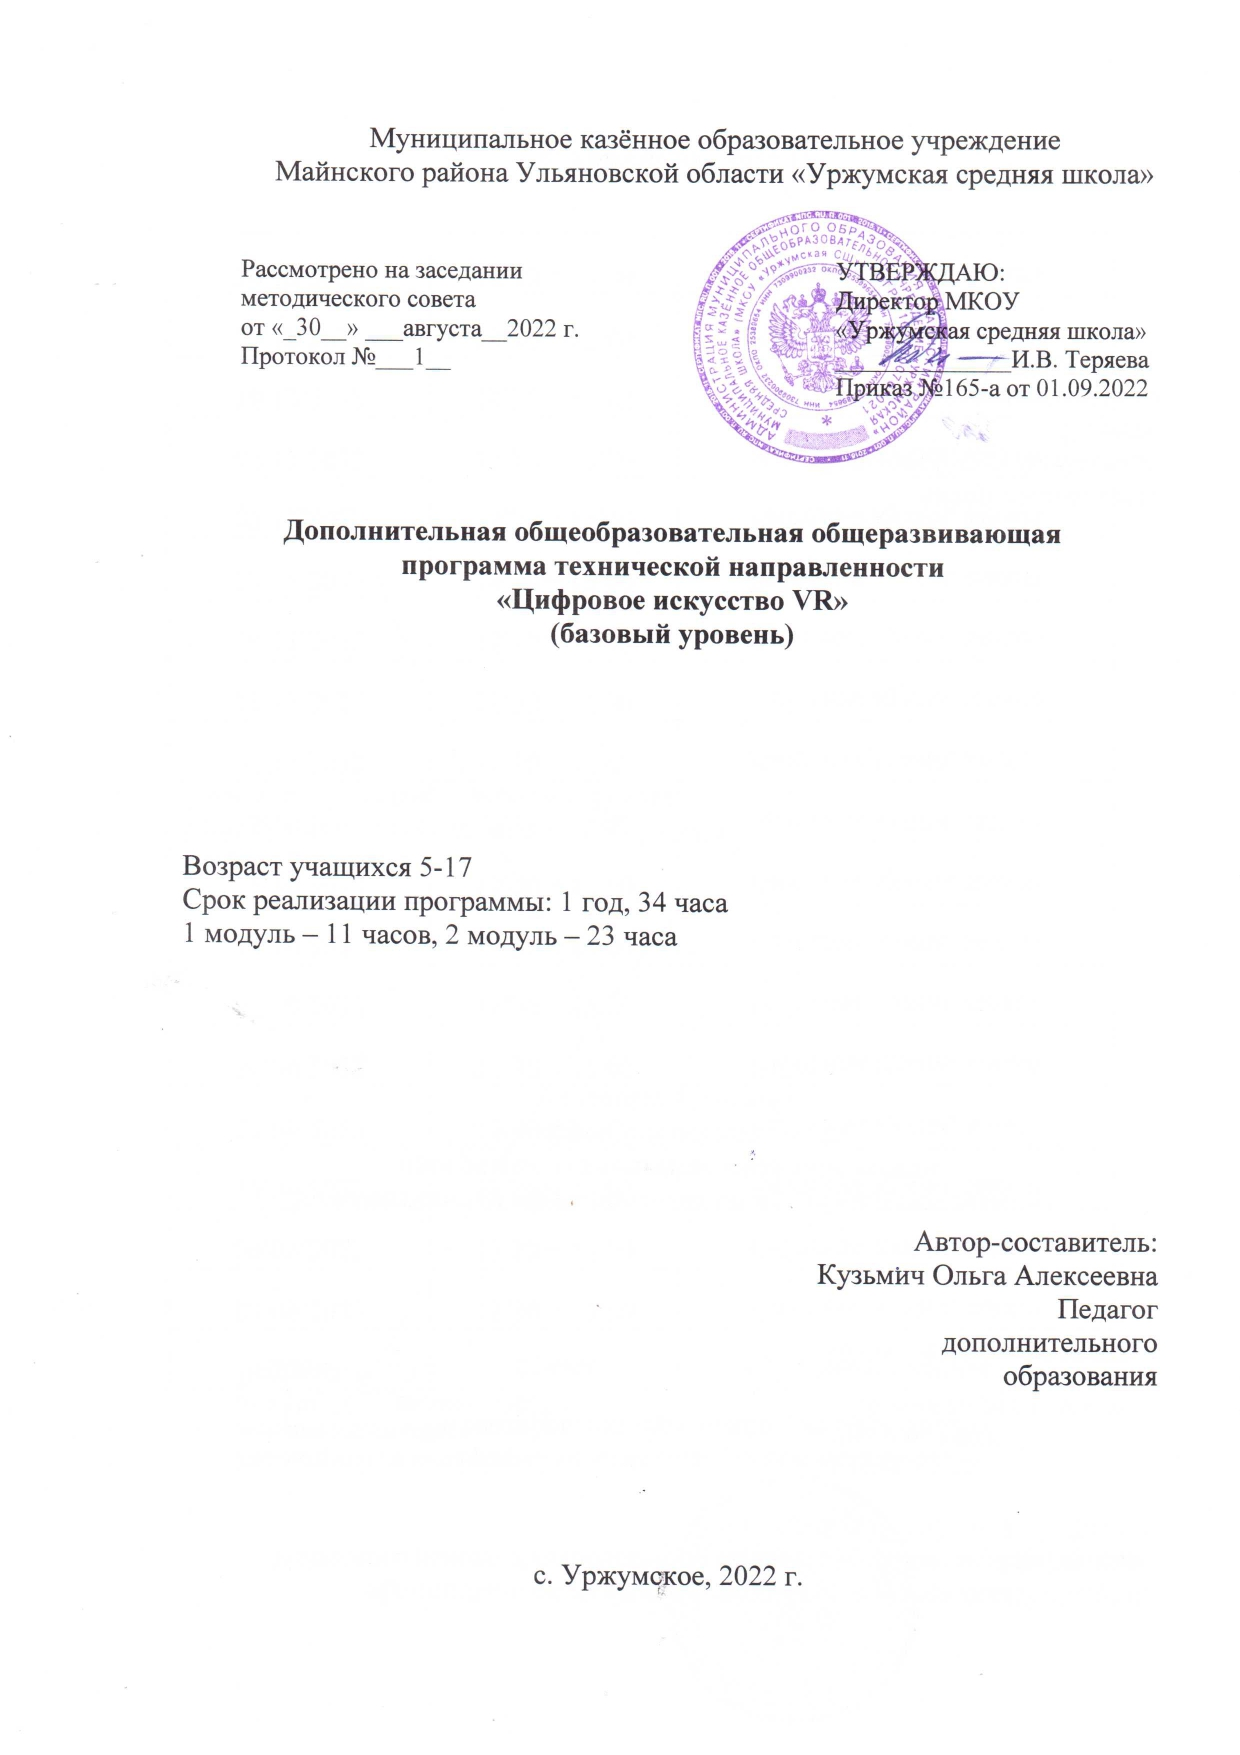 Муниципальное казённое образовательное учреждение
Майнского района Ульяновской области «Уржумская средняя школа»
Рассмотрено на заседании
методического совета
от «_30__» ___августа__2022 г.
Протокол №___1__
УТВЕРЖДАЮ:
Директор МКОУ
«Уржумская средняя школа»
______________И.В. Теряева
Приказ №165-а от 01.09.2022
Дополнительная общеобразовательная общеразвивающая
программа технической направленности
«Цифровое искусство VR»
(базовый уровень)
Возраст учащихся 5-17
Срок реализации программы: 1 год, 34 часа
1 модуль – 11 часов, 2 модуль – 23 часа
Автор-составитель:
Кузьмич Ольга Алексеевна
Педагог
дополнительного
образования
с. Уржумское, 2022 г.